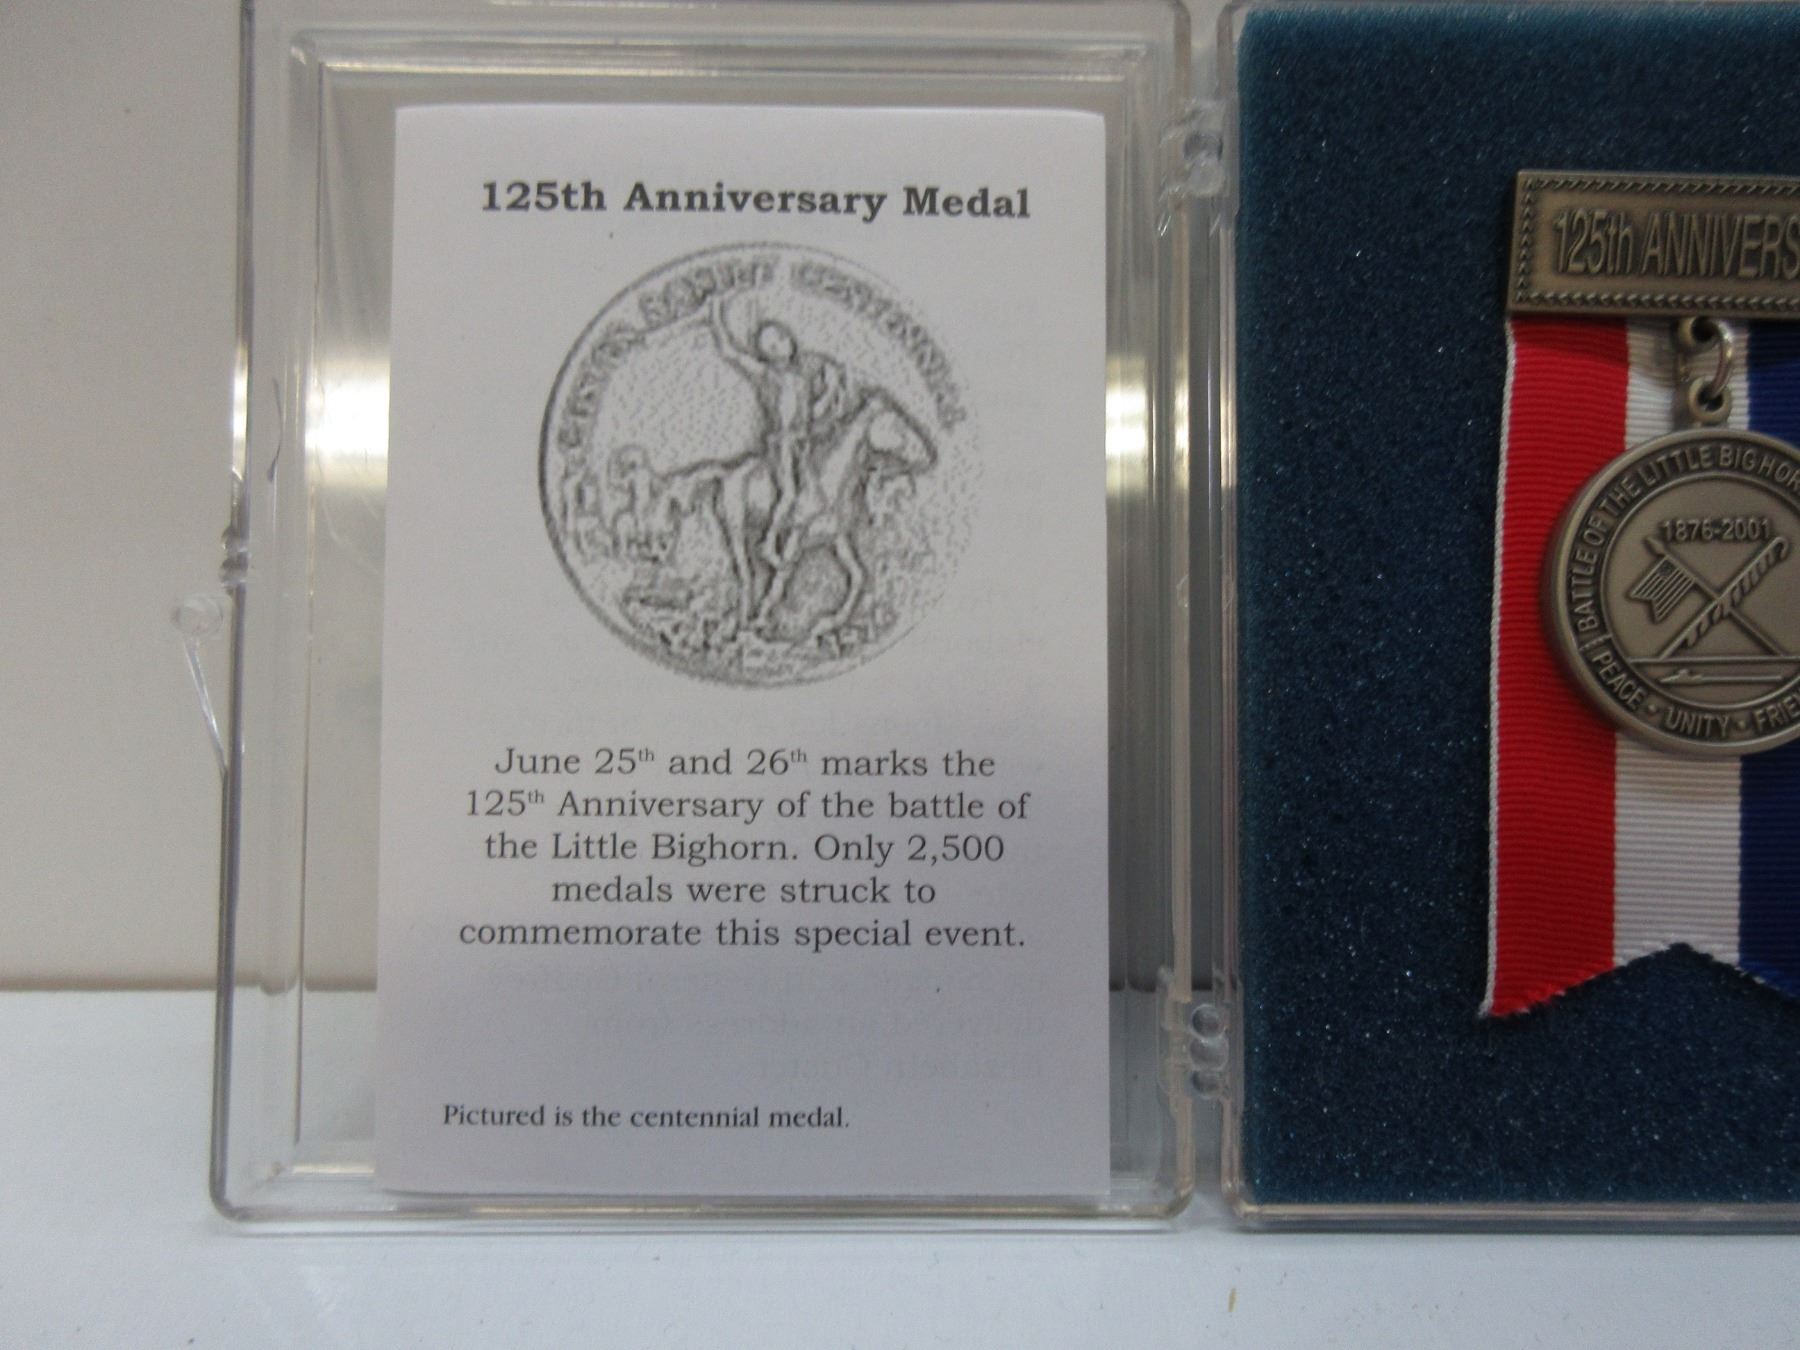 125th Anniversary Medal
June 25th and 26th marks the
125th Anniversary of the battle of
the Little Bighorn. Only 2,500
medals were struck to
commemorate this special event.
Pictured is the centennial medal.
125th ANNIVERS
BATTLE OF THE LITTLE BIGHOR
1876-2001
PEACE • UNITY • FRIE